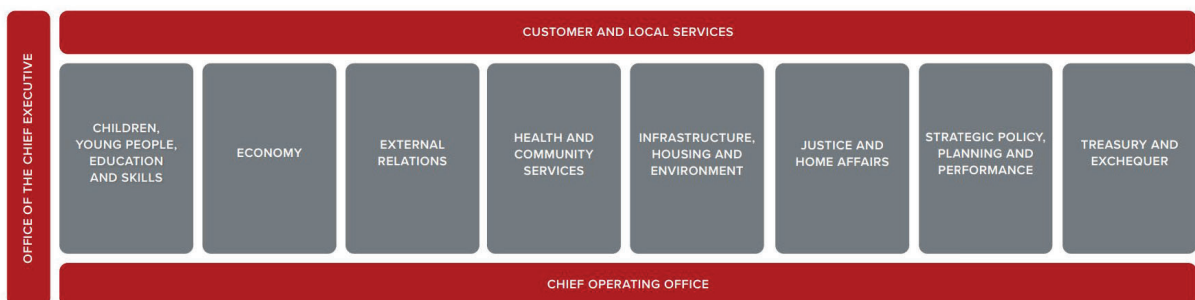 OFFICE OF THE CHIEF EXECUTIVE
CUSTOMER AND LOCAL SERVICES
CHILDREN,
YOUNG PEOPLE,
EDUCATION
AND SKILLS
ECONOMY
EXTERNAL
RELATIONS
HEALTH AND
COMMUNITY
SERVICES
INFRASTRUCTURE,
HOUSING AND
ENVIRONMENT
JUSTICE AND
HOME AFFAIRS
STRATEGIC POLICY,
PLANNING AND
PERFORMANCE
TREASURY AND
EXCHEQUER
CHIEF OPERATING OFFICE